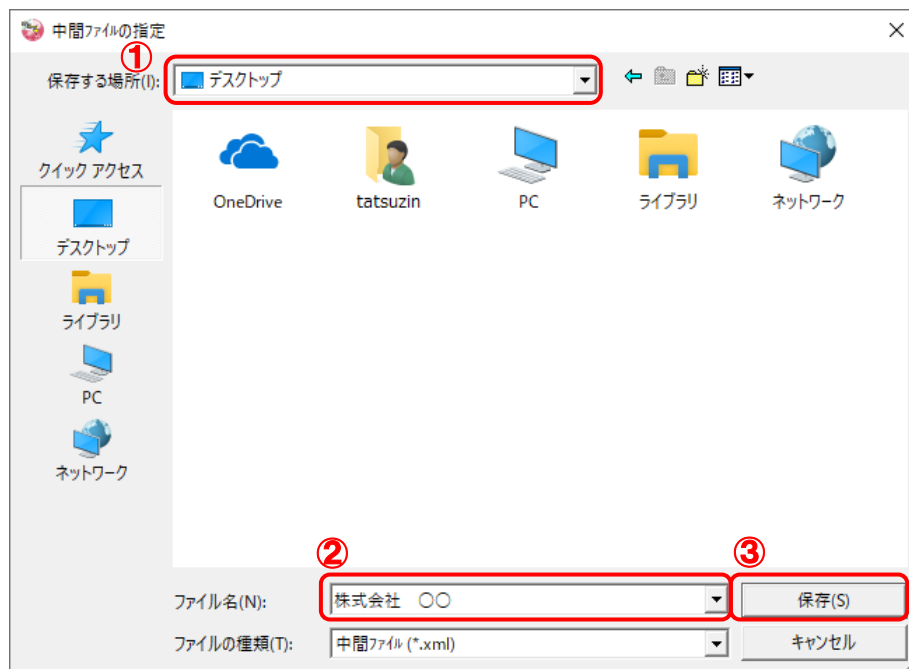 中間ファイルの指定
①
保存する場所(I):
デスクトップ
クイック アクセス
デスクトップ
ライブラリ
PC
ネットワーク
OneDrive
tatsuzin
PC
ライブラリ
ネットワーク
②
③
ファイル名(N):
株式会社　〇〇
保存(S)
ファイルの種類(T):
中間ファイル (*.xml)
キャンセル